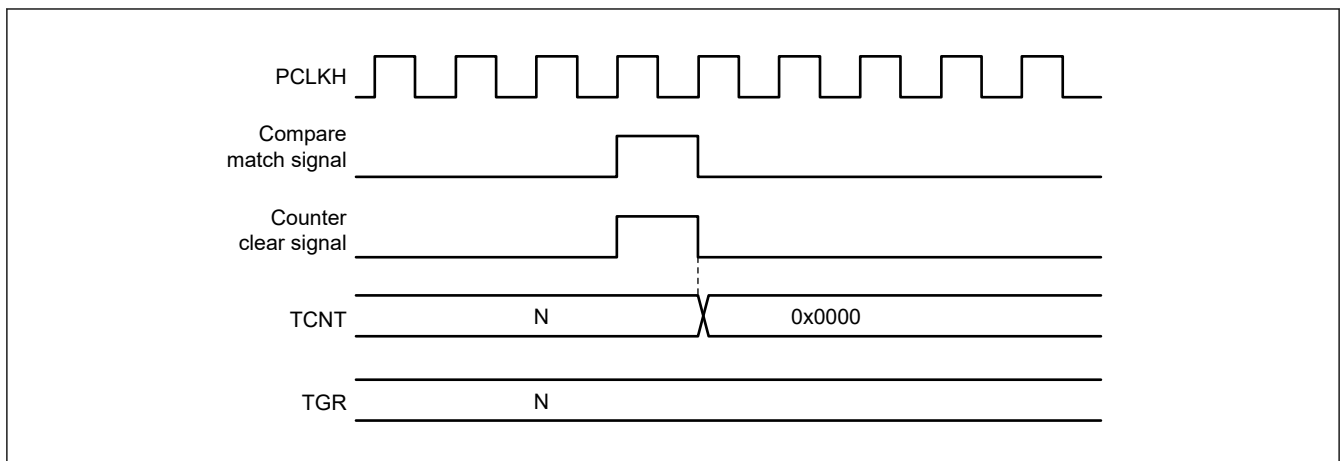 PCLKH
Compare
match signal
Counter
clear signal
TCNT
N
0x0000
TGR
N